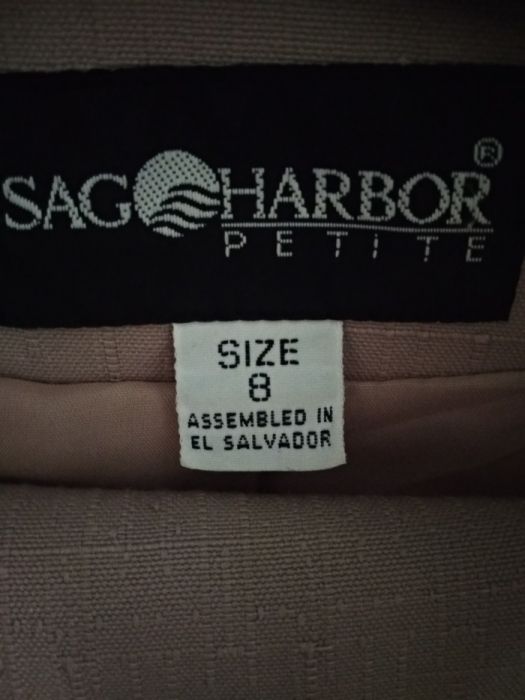 SAG HARBOR®
PETiTE
SIZE
8
ASSEMBLED IN
EL SALVADOR